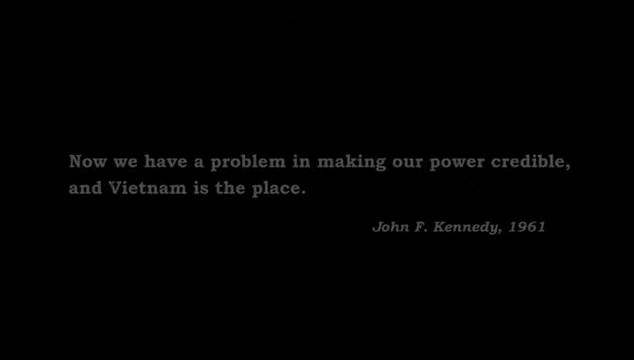 Now we have a problem in making our power credible,
and Vietnam is the place.
John F. Kennedy, 1961